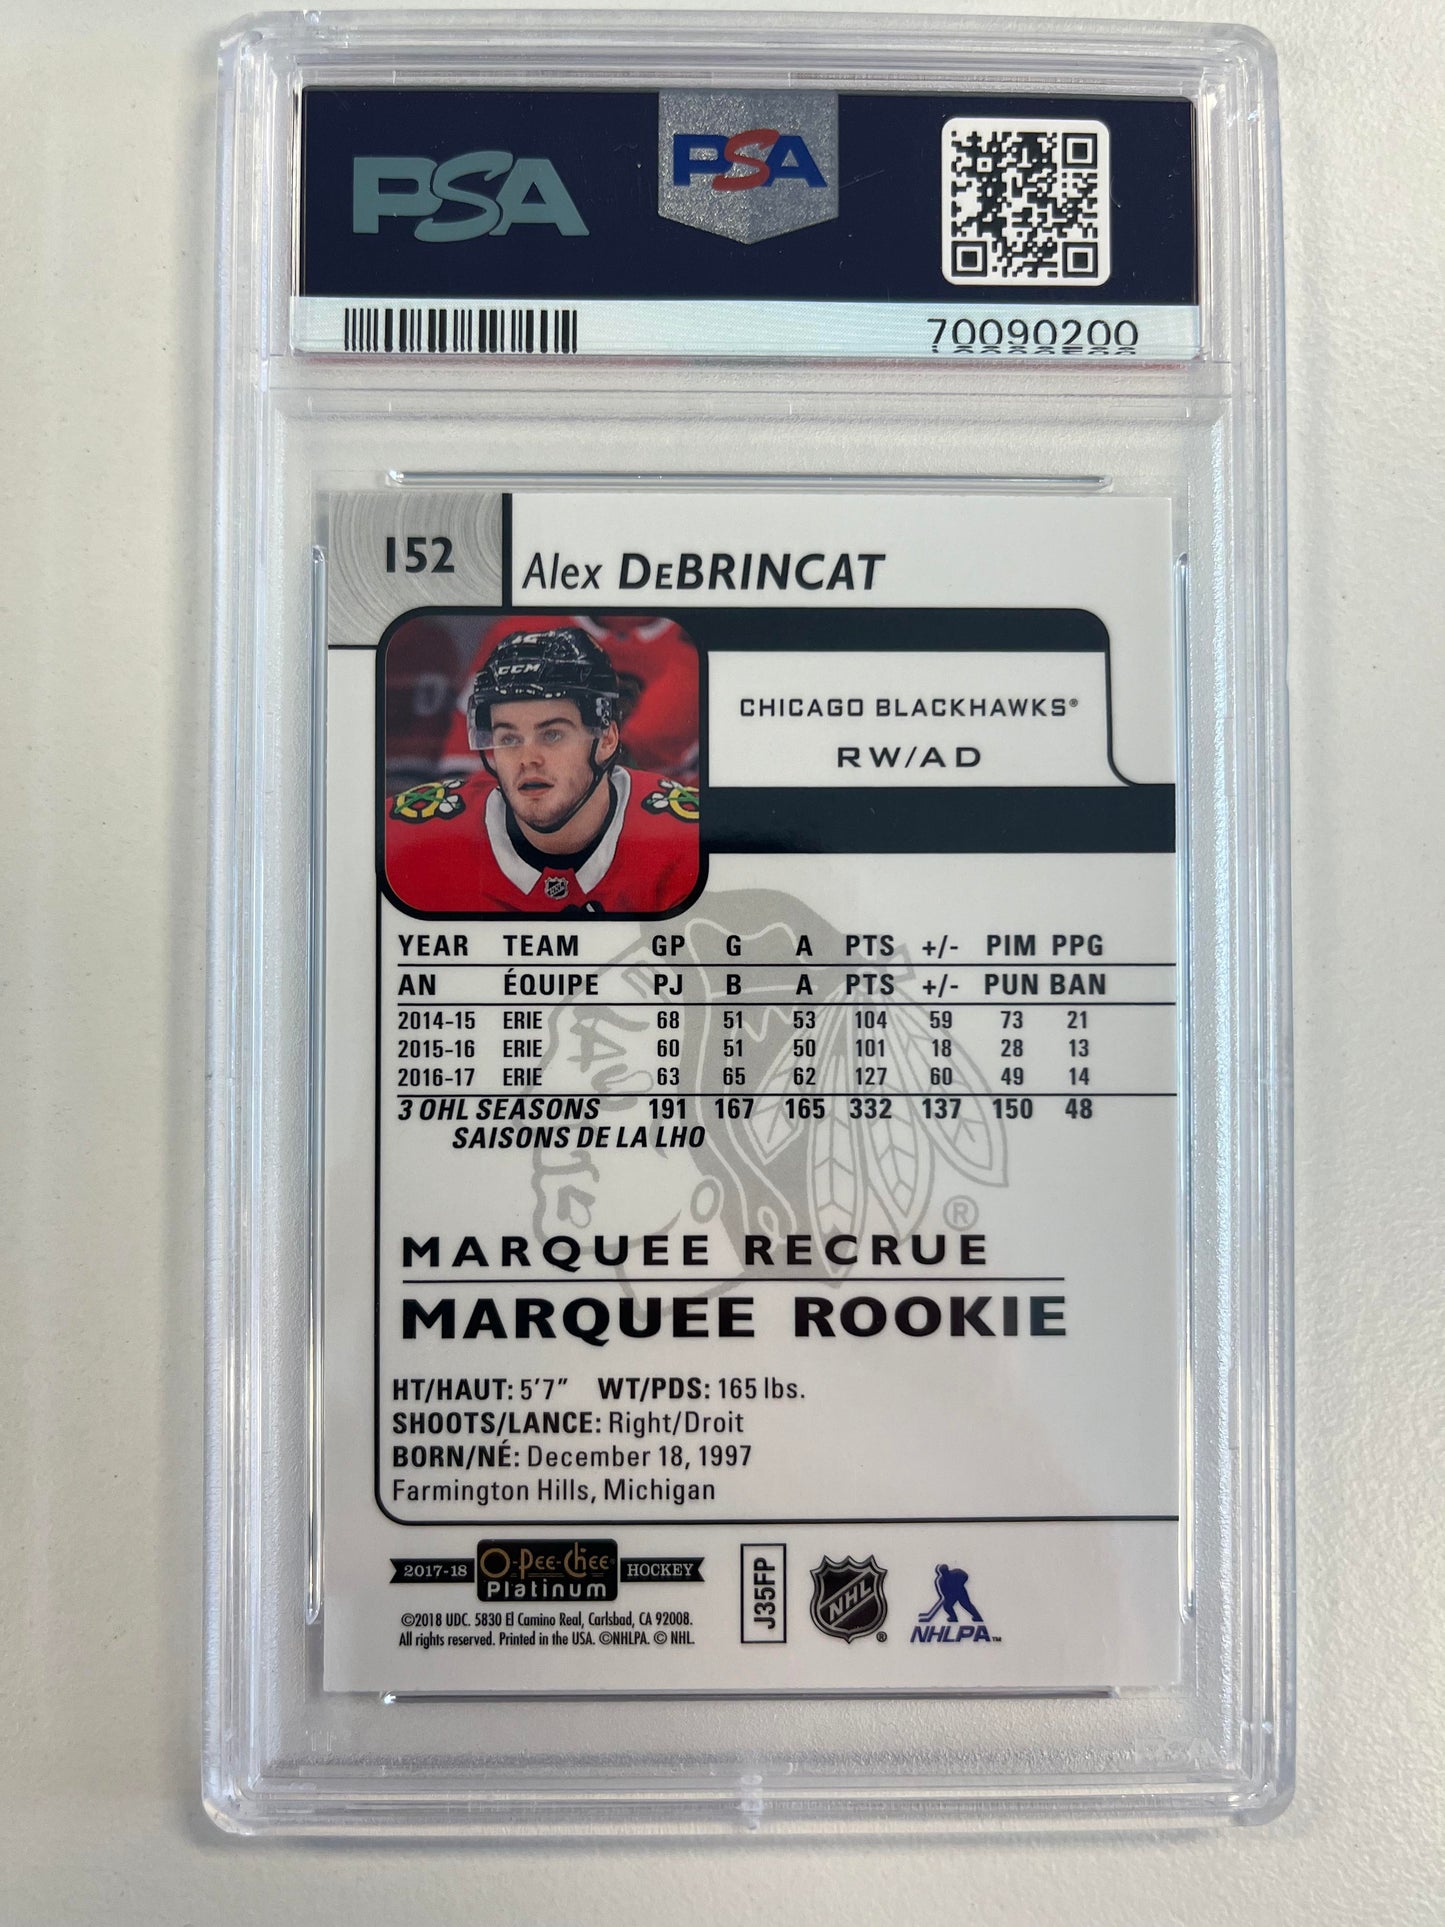 PSA
PSA
70090200
152
Alex DeBRINCAT
CCM
CHICAGO BLACKHAWKS®
RW/AD
YEAR TEAM GP G A PTS +/- PIM PPG
AN ÉQUIPE PJ B A PTS +/- PUN BAN
2014-15 ERIE 68 51 53 104 59 73 21
2015-16 ERIE 60 51 50 101 18 28 13
2016-17 ERIE 63 65 62 127 60 49 14
3 OHL SEASONS 191 167 165 332 137 150 48
SAISONS DE LA LHO
®
MARQUEE RECRUE
MARQUEE ROOKIE
HT/HAUT: 5'7" WT/PDS: 165 lbs.
SHOOTS/LANCE: Right/Droit
BORN/NÉ: December 18, 1997
Farmington Hills, Michigan
2017-18 O-Pee-Chee® HOCKEY
Platinum
©2018 UDC. 5830 El Camino Real, Carlsbad, CA 92008.
All rights reserved. Printed in the USA. ©NHLPA. © NHL.
J35FP
NHL®
NHLPA™